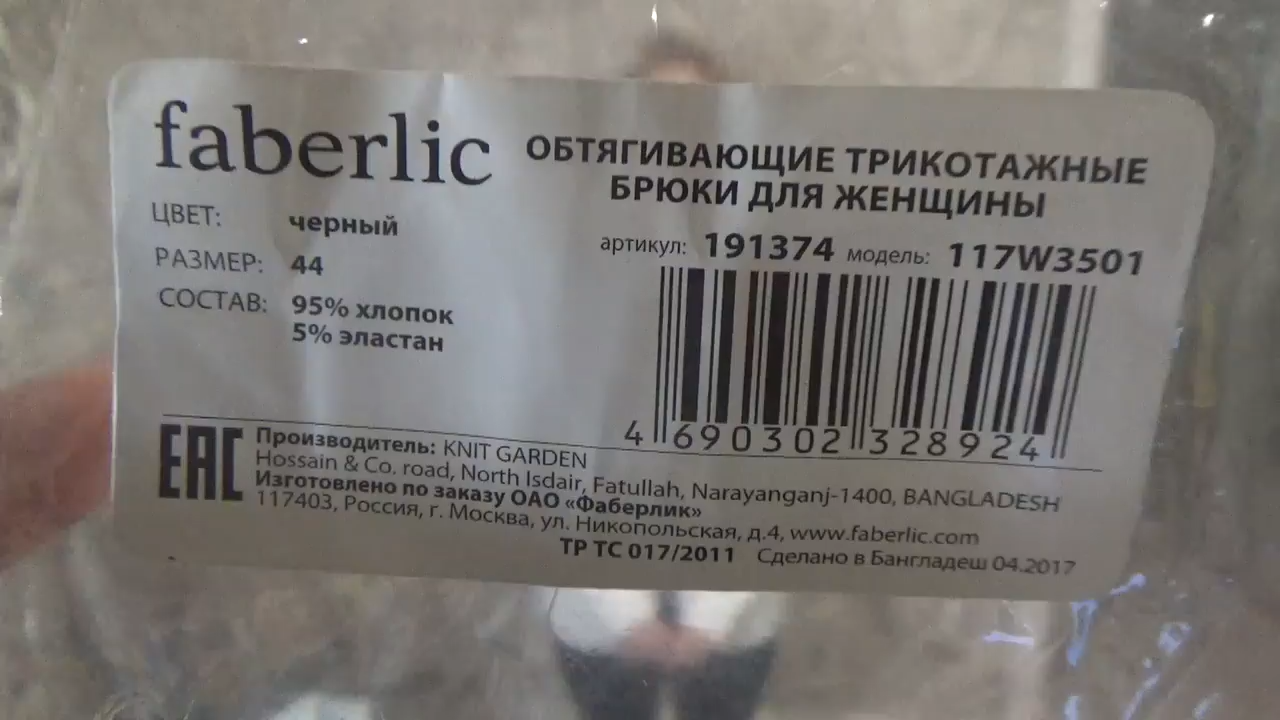 faberlic
ОБТЯГИВАЮЩИЕ ТРИКОТАЖНЫЕ
БРЮКИ ДЛЯ ЖЕНЩИНЫ
ЦВЕТ: черный
РАЗМЕР: 44
СОСТАВ: 95% хлопок
5% эластан
артикул: 191374 модель: 117W3501
4 690302 328924
EAC
Производитель: KNIT GARDEN
Hossain & Co. road, North Isdair, Fatullah, Narayanganj-1400, BANGLADESH
Изготовлено по заказу ОАО «Фаберлик»
117403, Россия, г. Москва, ул. Никопольская, д.4, www.faberlic.com
ТР ТС 017/2011 Сделано в Бангладеш 04.2017